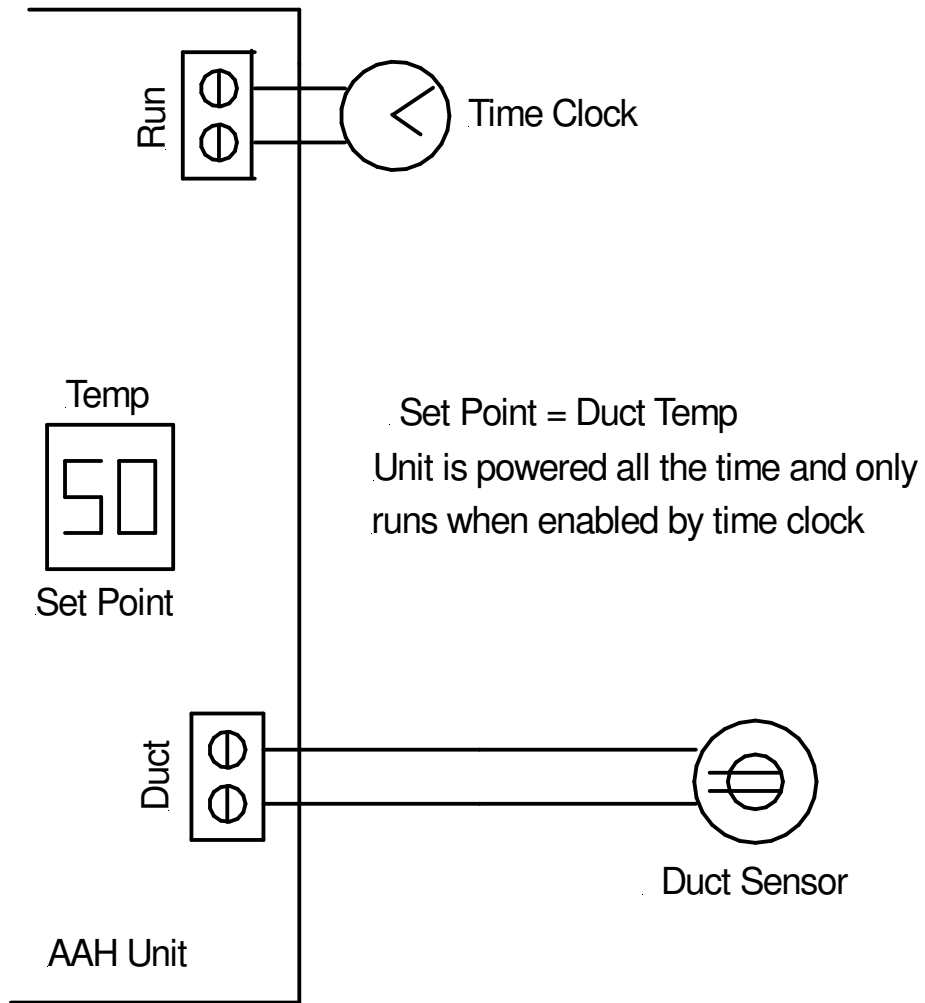 Run
Time Clock
Temp
50
Set Point
Set Point = Duct Temp
Unit is powered all the time and only
runs when enabled by time clock
Duct
Duct Sensor
AAH Unit